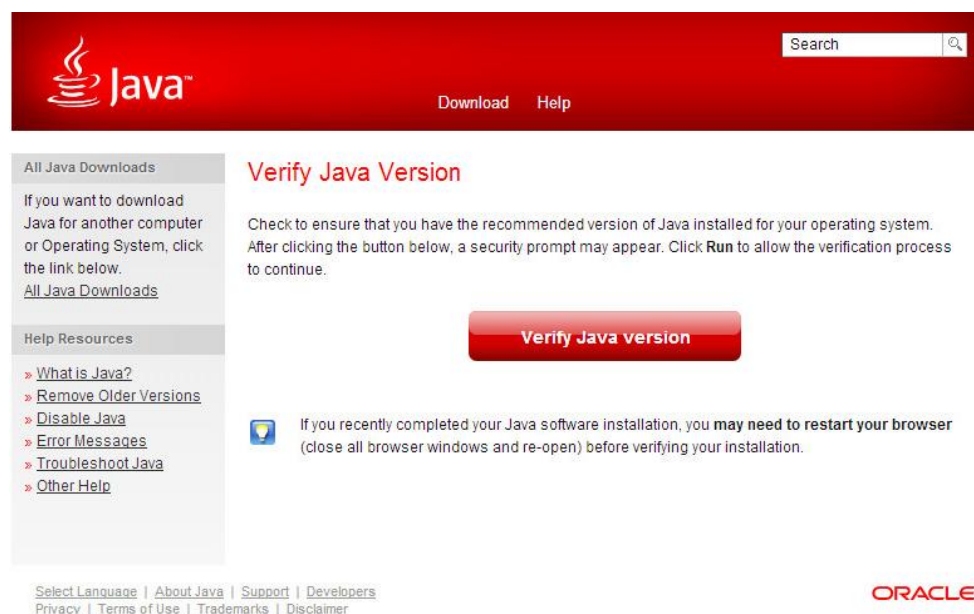 Java™
Search
Download Help
All Java Downloads
If you want to download
Java for another computer
or Operating System, click
the link below.
All Java Downloads
Help Resources
» What is Java?
» Remove Older Versions
» Disable Java
» Error Messages
» Troubleshoot Java
» Other Help
Verify Java Version
Check to ensure that you have the recommended version of Java installed for your operating system.
After clicking the button below, a security prompt may appear. Click Run to allow the verification process
to continue.
Verify Java version
If you recently completed your Java software installation, you may need to restart your browser
(close all browser windows and re-open) before verifying your installation.
Select Language | About Java | Support | Developers
Privacy | Terms of Use | Trademarks | Disclaimer
ORACLE